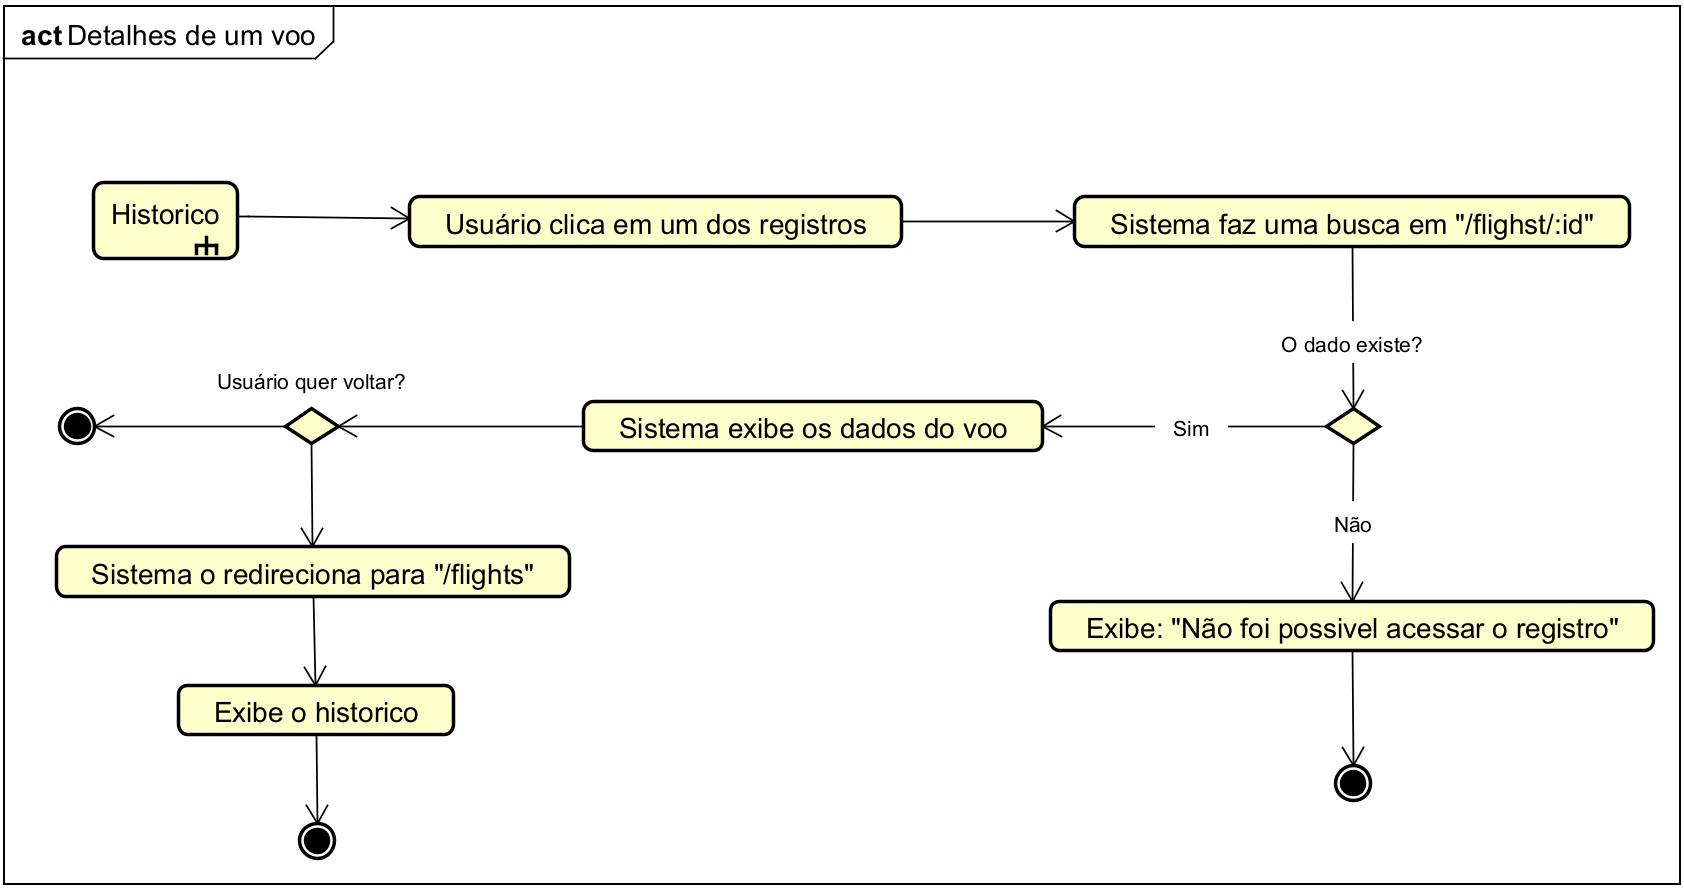 act Detalhes de um voo
Historico
Usuário clica em um dos registros
Sistema faz uma busca em "/flighst/:id"
O dado existe?
Usuário quer voltar?
Sistema exibe os dados do voo
Sim
Não
Sistema o redireciona para "/flights"
Exibe: "Não foi possivel acessar o registro"
Exibe o historico